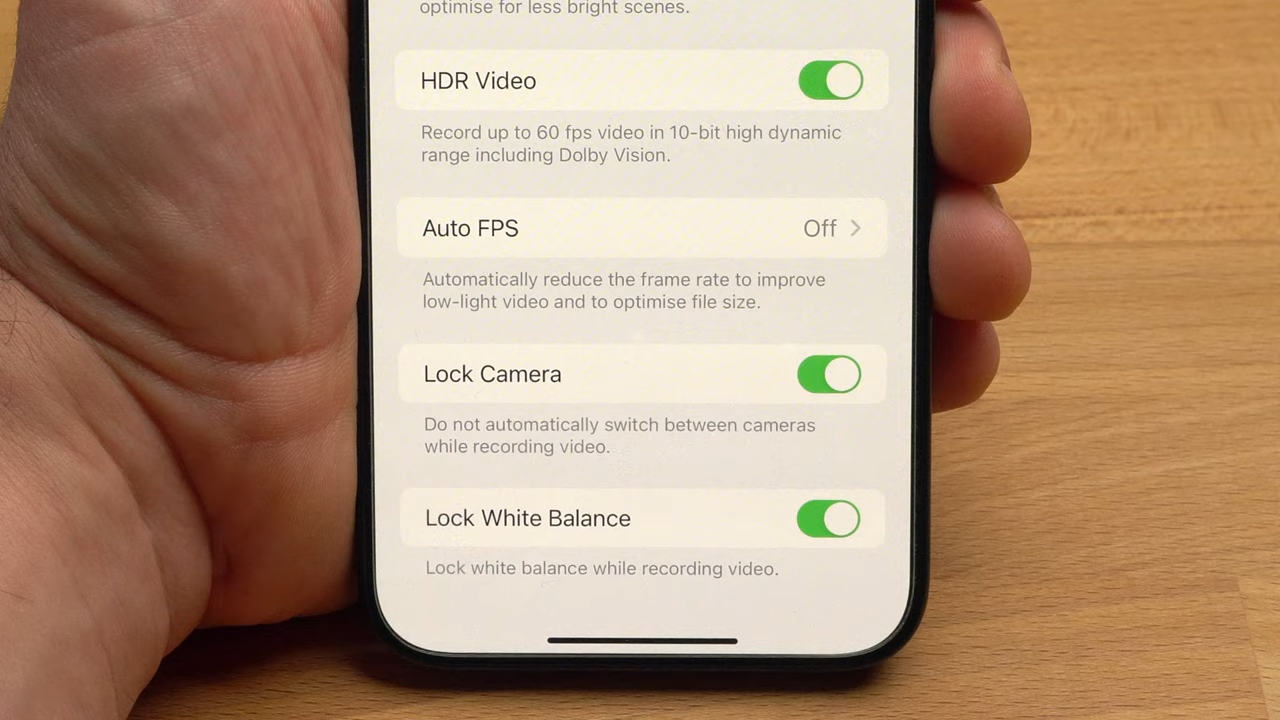 optimise for less bright scenes.
HDR Video
Record up to 60 fps video in 10-bit high dynamic
range including Dolby Vision.
Auto FPS Off
Automatically reduce the frame rate to improve
low-light video and to optimise file size.
Lock Camera
Do not automatically switch between cameras
while recording video.
Lock White Balance
Lock white balance while recording video.